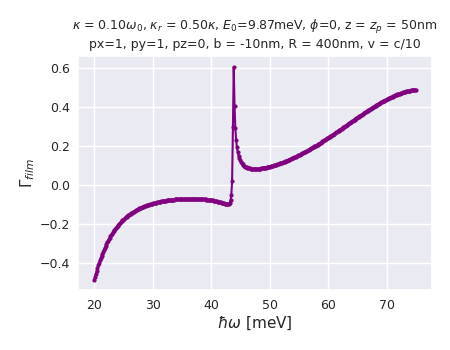 κ = 0.10ω₀, κᵣ = 0.50κ, E₀=9.87meV, ϕ=0, z = zₚ = 50nm
px=1, py=1, pz=0, b = -10nm, R = 400nm, v = c/10
0.6
0.4
0.2
0.0
−0.2
−0.4
Γfilm
20 30 40 50 60 70
ℏω [meV]